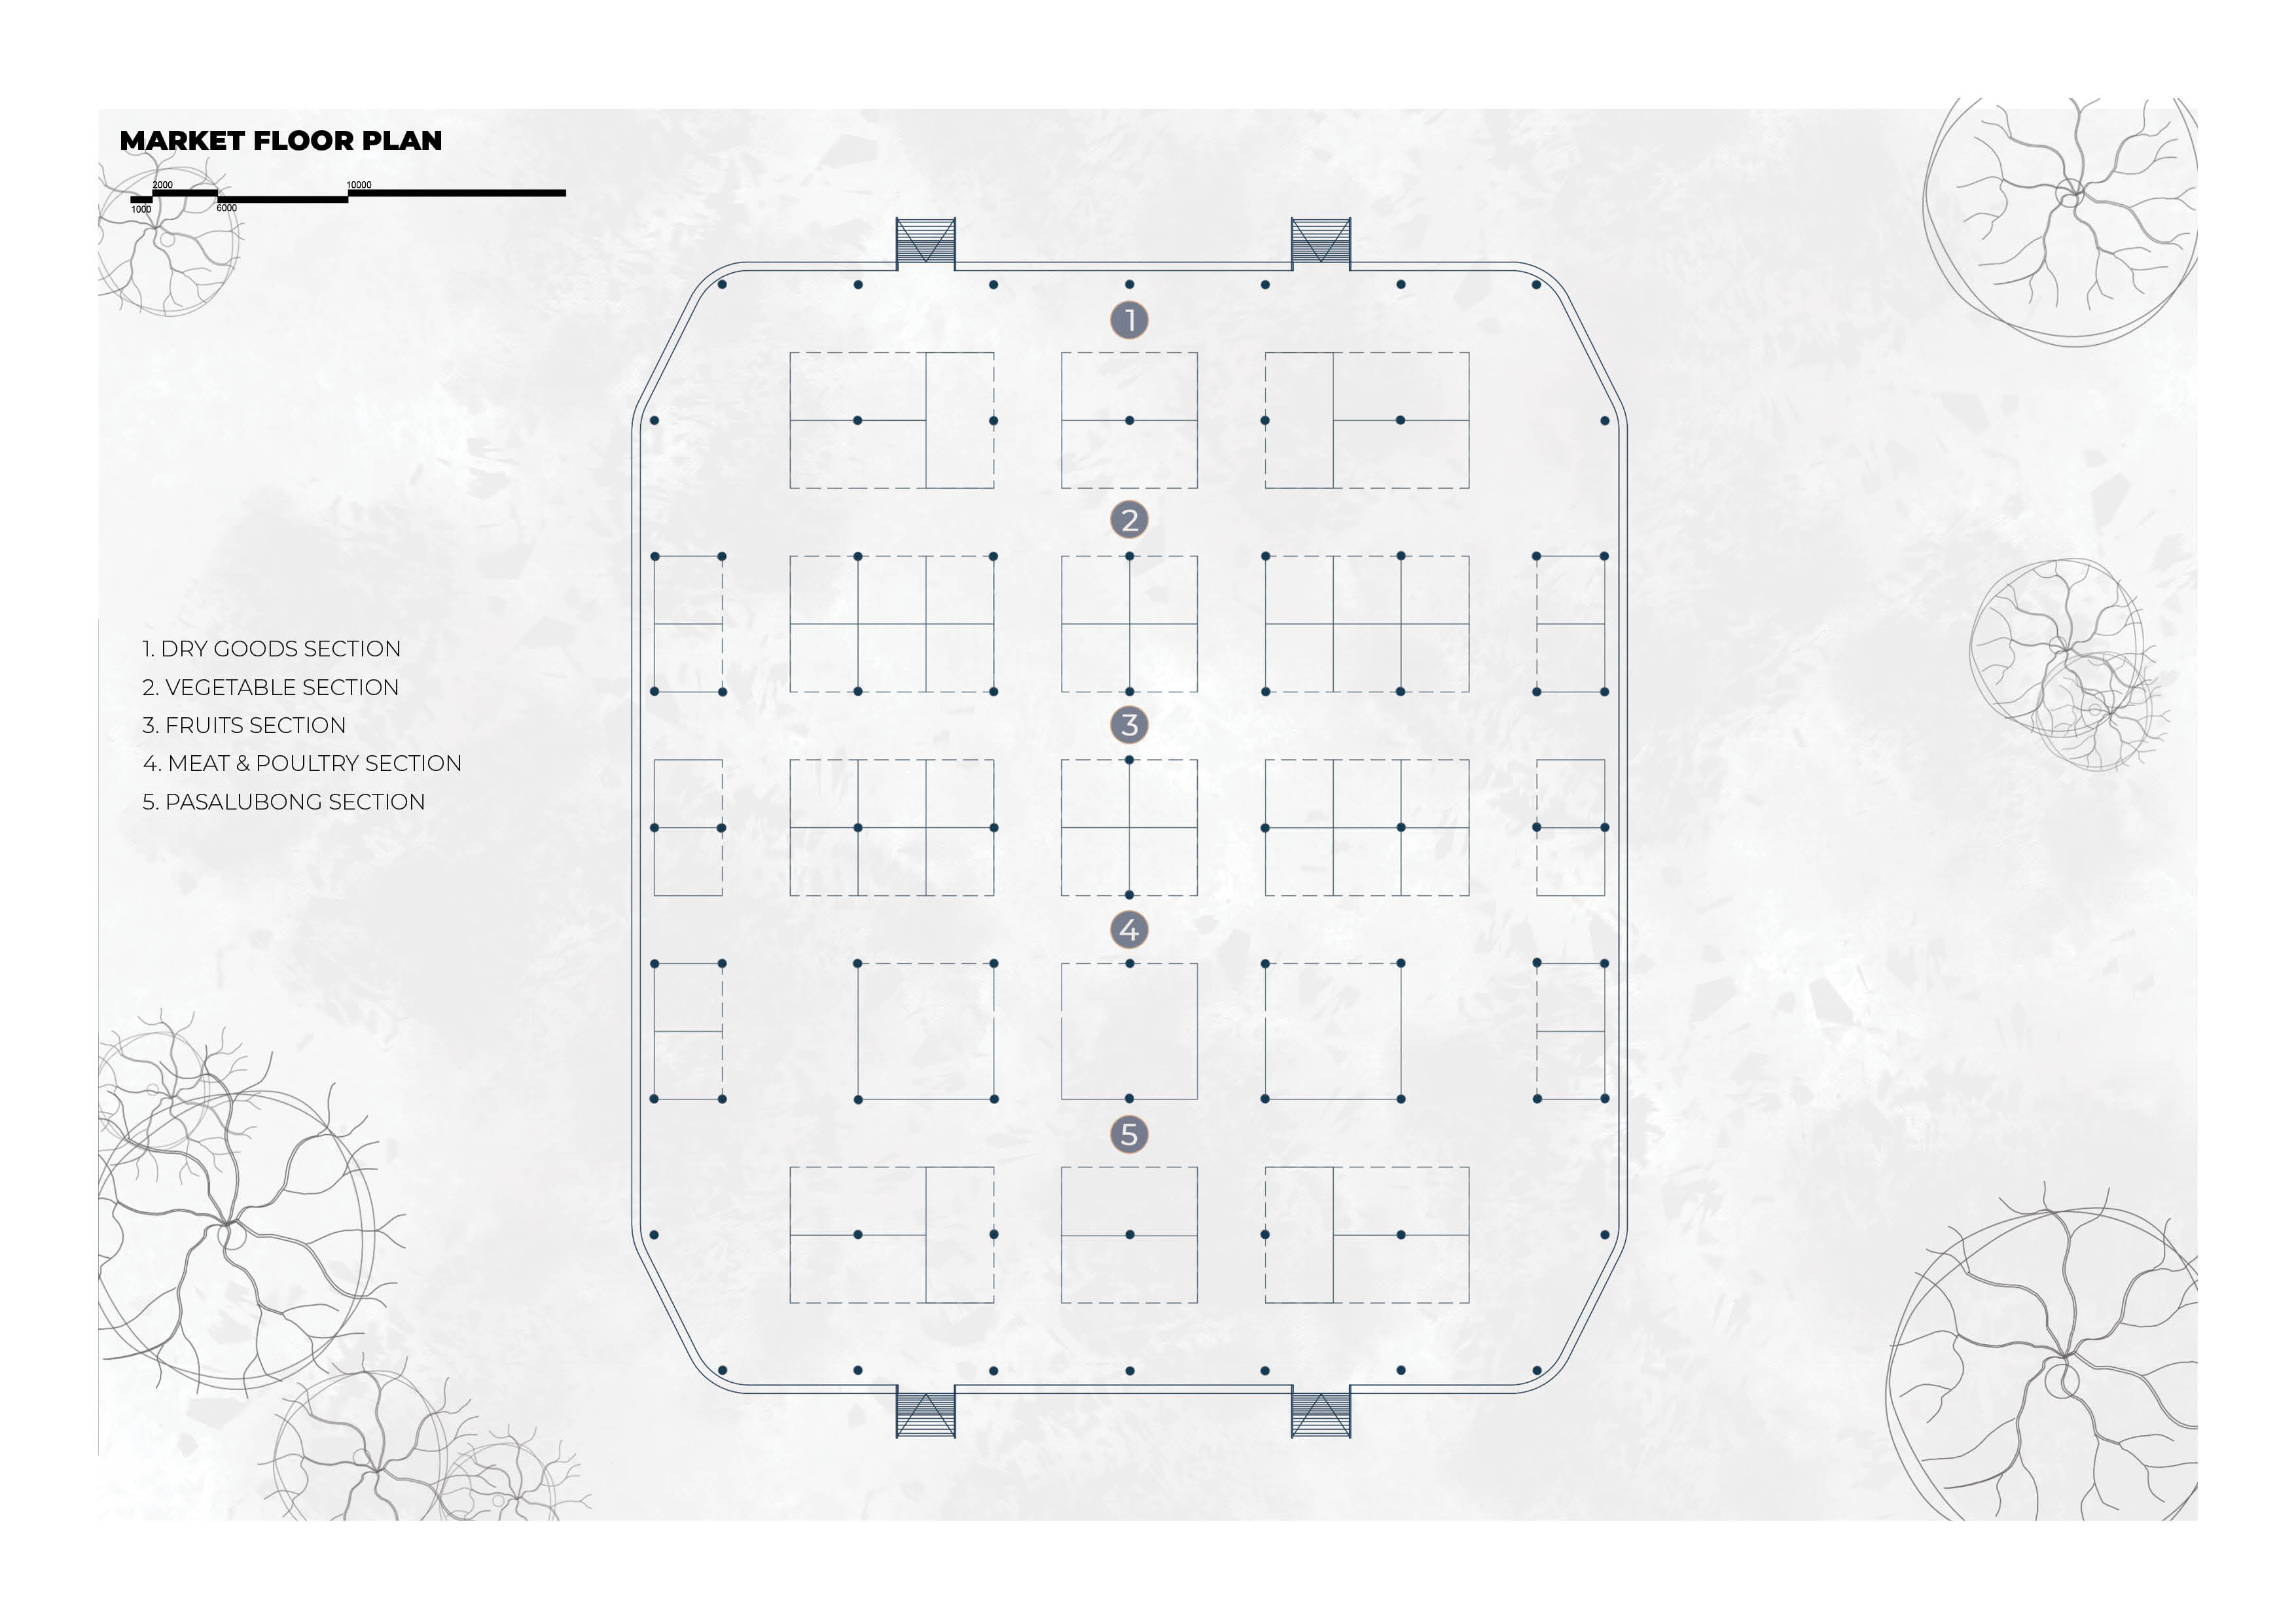 MARKET FLOOR PLAN
2000 10000
1000 6000
1
2
1. DRY GOODS SECTION
2. VEGETABLE SECTION
3. FRUITS SECTION
4. MEAT & POULTRY SECTION
5. PASALUBONG SECTION
3
4
5